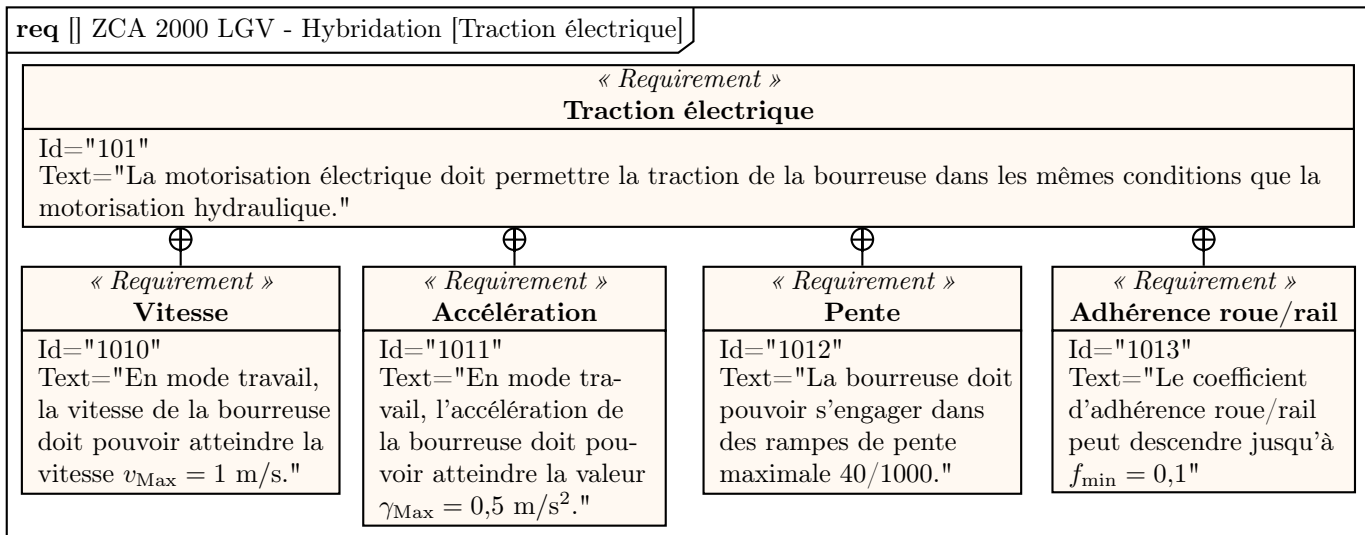 req [] ZCA 2000 LGV - Hybridation [Traction électrique]
« Requirement »
Traction électrique
Id="101"
Text="La motorisation électrique doit permettre la traction de la bourreuse dans les mêmes conditions que la
motorisation hydraulique."
« Requirement »
Vitesse
Id="1010"
Text="En mode travail,
la vitesse de la bourreuse
doit pouvoir atteindre la
vitesse v_Max = 1 m/s."
« Requirement »
Accélération
Id="1011"
Text="En mode tra-
vail, l'accélération de
la bourreuse doit pou-
voir atteindre la valeur
γ_Max = 0,5 m/s²."
« Requirement »
Pente
Id="1012"
Text="La bourreuse doit
pouvoir s'engager dans
des rampes de pente
maximale 40/1000."
« Requirement »
Adhérence roue/rail
Id="1013"
Text="Le coefficient
d'adhérence roue/rail
peut descendre jusqu'à
f_min = 0,1"